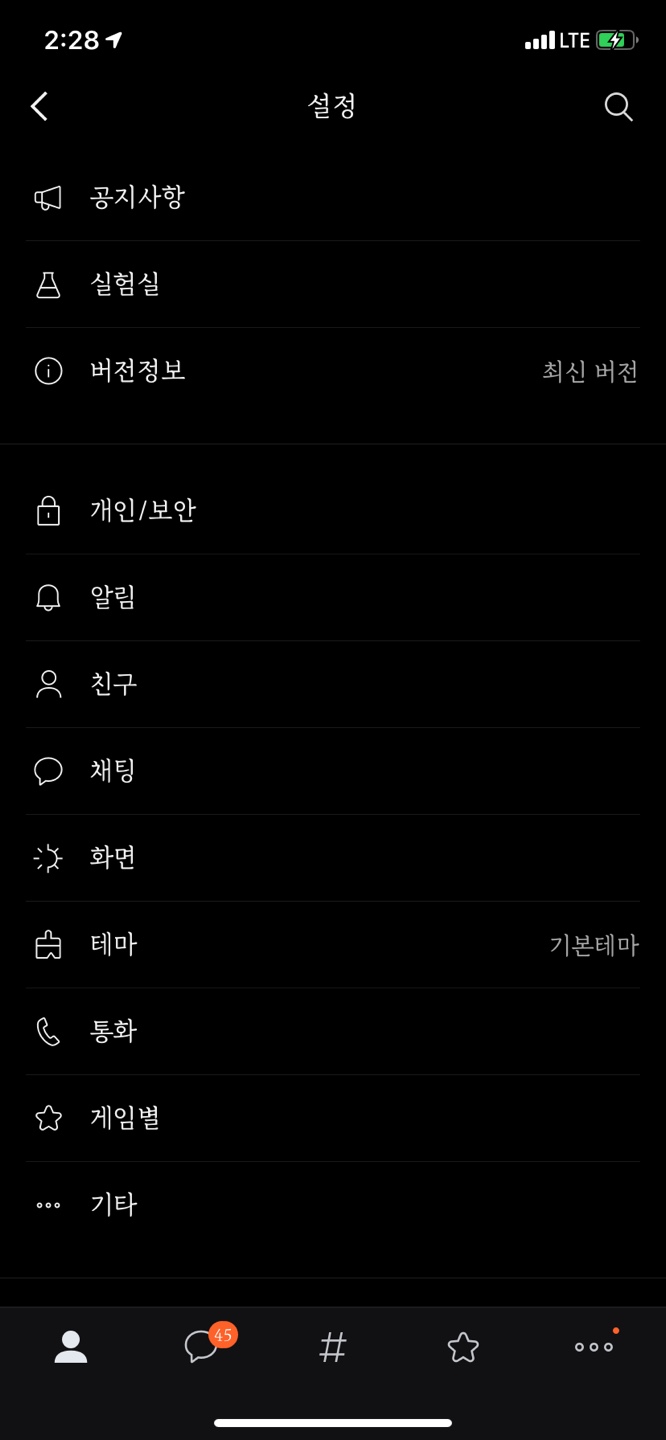 2:28 LTE
설정
공지사항
실험실
버전정보 최신 버전
개인/보안
알림
친구
채팅
화면
테마 기본테마
통화
게임별
기타
45